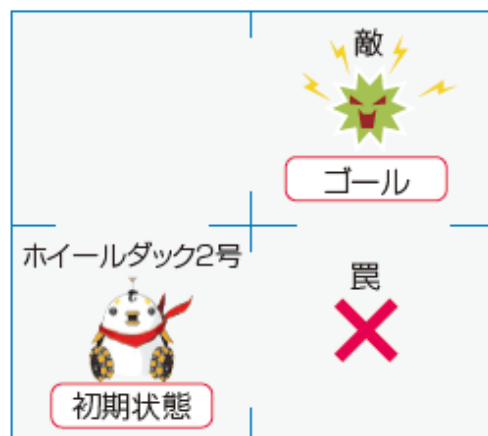 敵
ゴール
ホイールダック2号
罠
初期状態